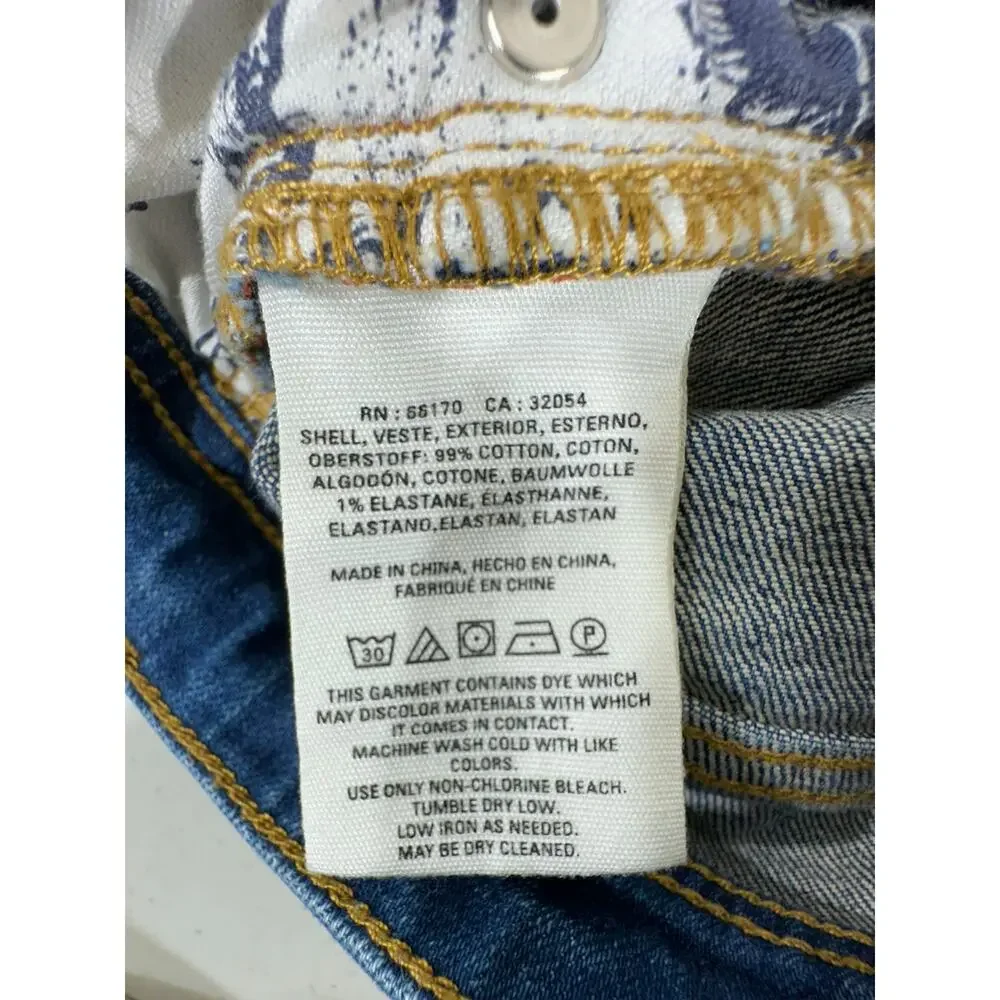 RN : 66170 CA : 32054
SHELL, VESTE, EXTERIOR, ESTERNO,
OBERSTOFF: 99% COTTON, COTON,
ALGODÓN, COTONE, BAUMWOLLE
1% ELASTANE, ÉLASTHANNE,
ELASTANO,ELASTAN, ELASTAN
MADE IN CHINA, HECHO EN CHINA,
FABRIQUÉ EN CHINE
30 P
THIS GARMENT CONTAINS DYE WHICH
MAY DISCOLOR MATERIALS WITH WHICH
IT COMES IN CONTACT.
MACHINE WASH COLD WITH LIKE
COLORS.
USE ONLY NON-CHLORINE BLEACH.
TUMBLE DRY LOW.
LOW IRON AS NEEDED.
MAY BE DRY CLEANED.